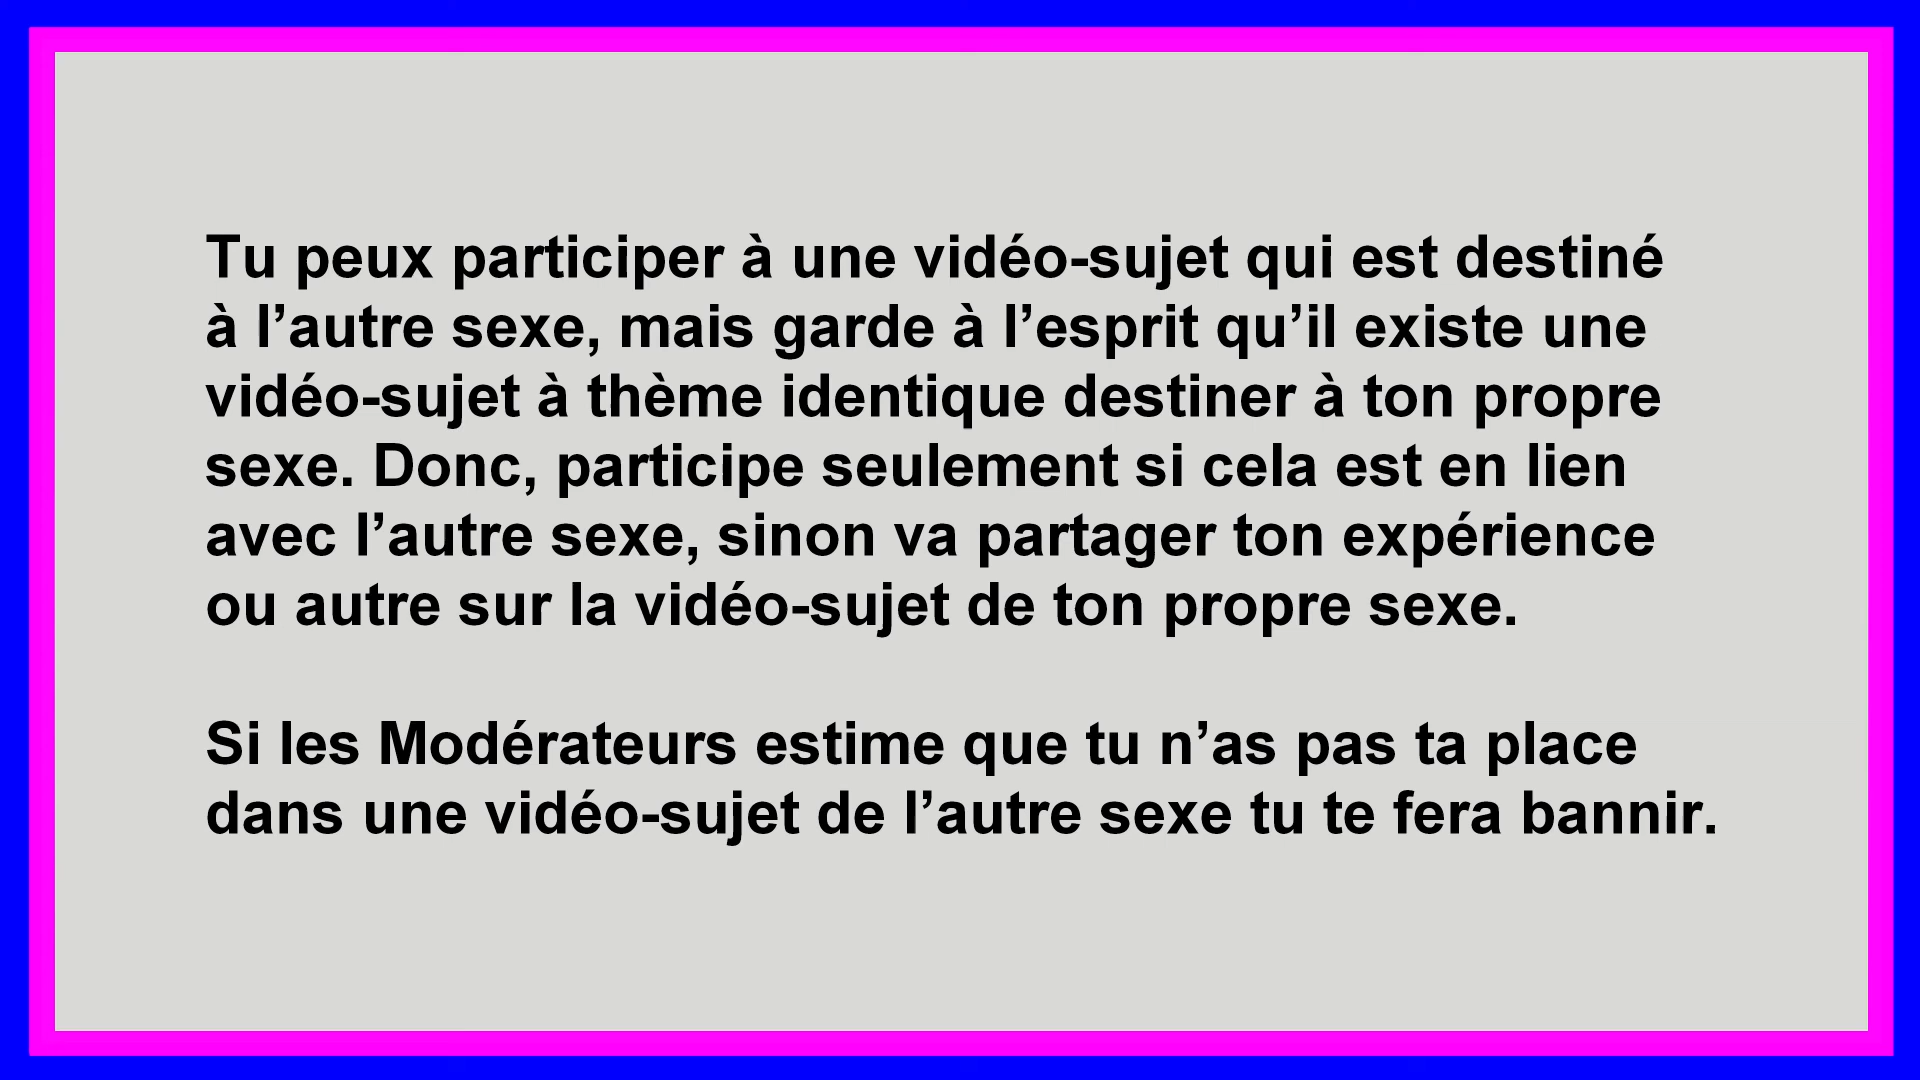 Tu peux participer à une vidéo-sujet qui est destiné
à l’autre sexe, mais garde à l’esprit qu’il existe une
vidéo-sujet à thème identique destiner à ton propre
sexe. Donc, participe seulement si cela est en lien
avec l’autre sexe, sinon va partager ton expérience
ou autre sur la vidéo-sujet de ton propre sexe.
Si les Modérateurs estime que tu n’as pas ta place
dans une vidéo-sujet de l’autre sexe tu te fera bannir.